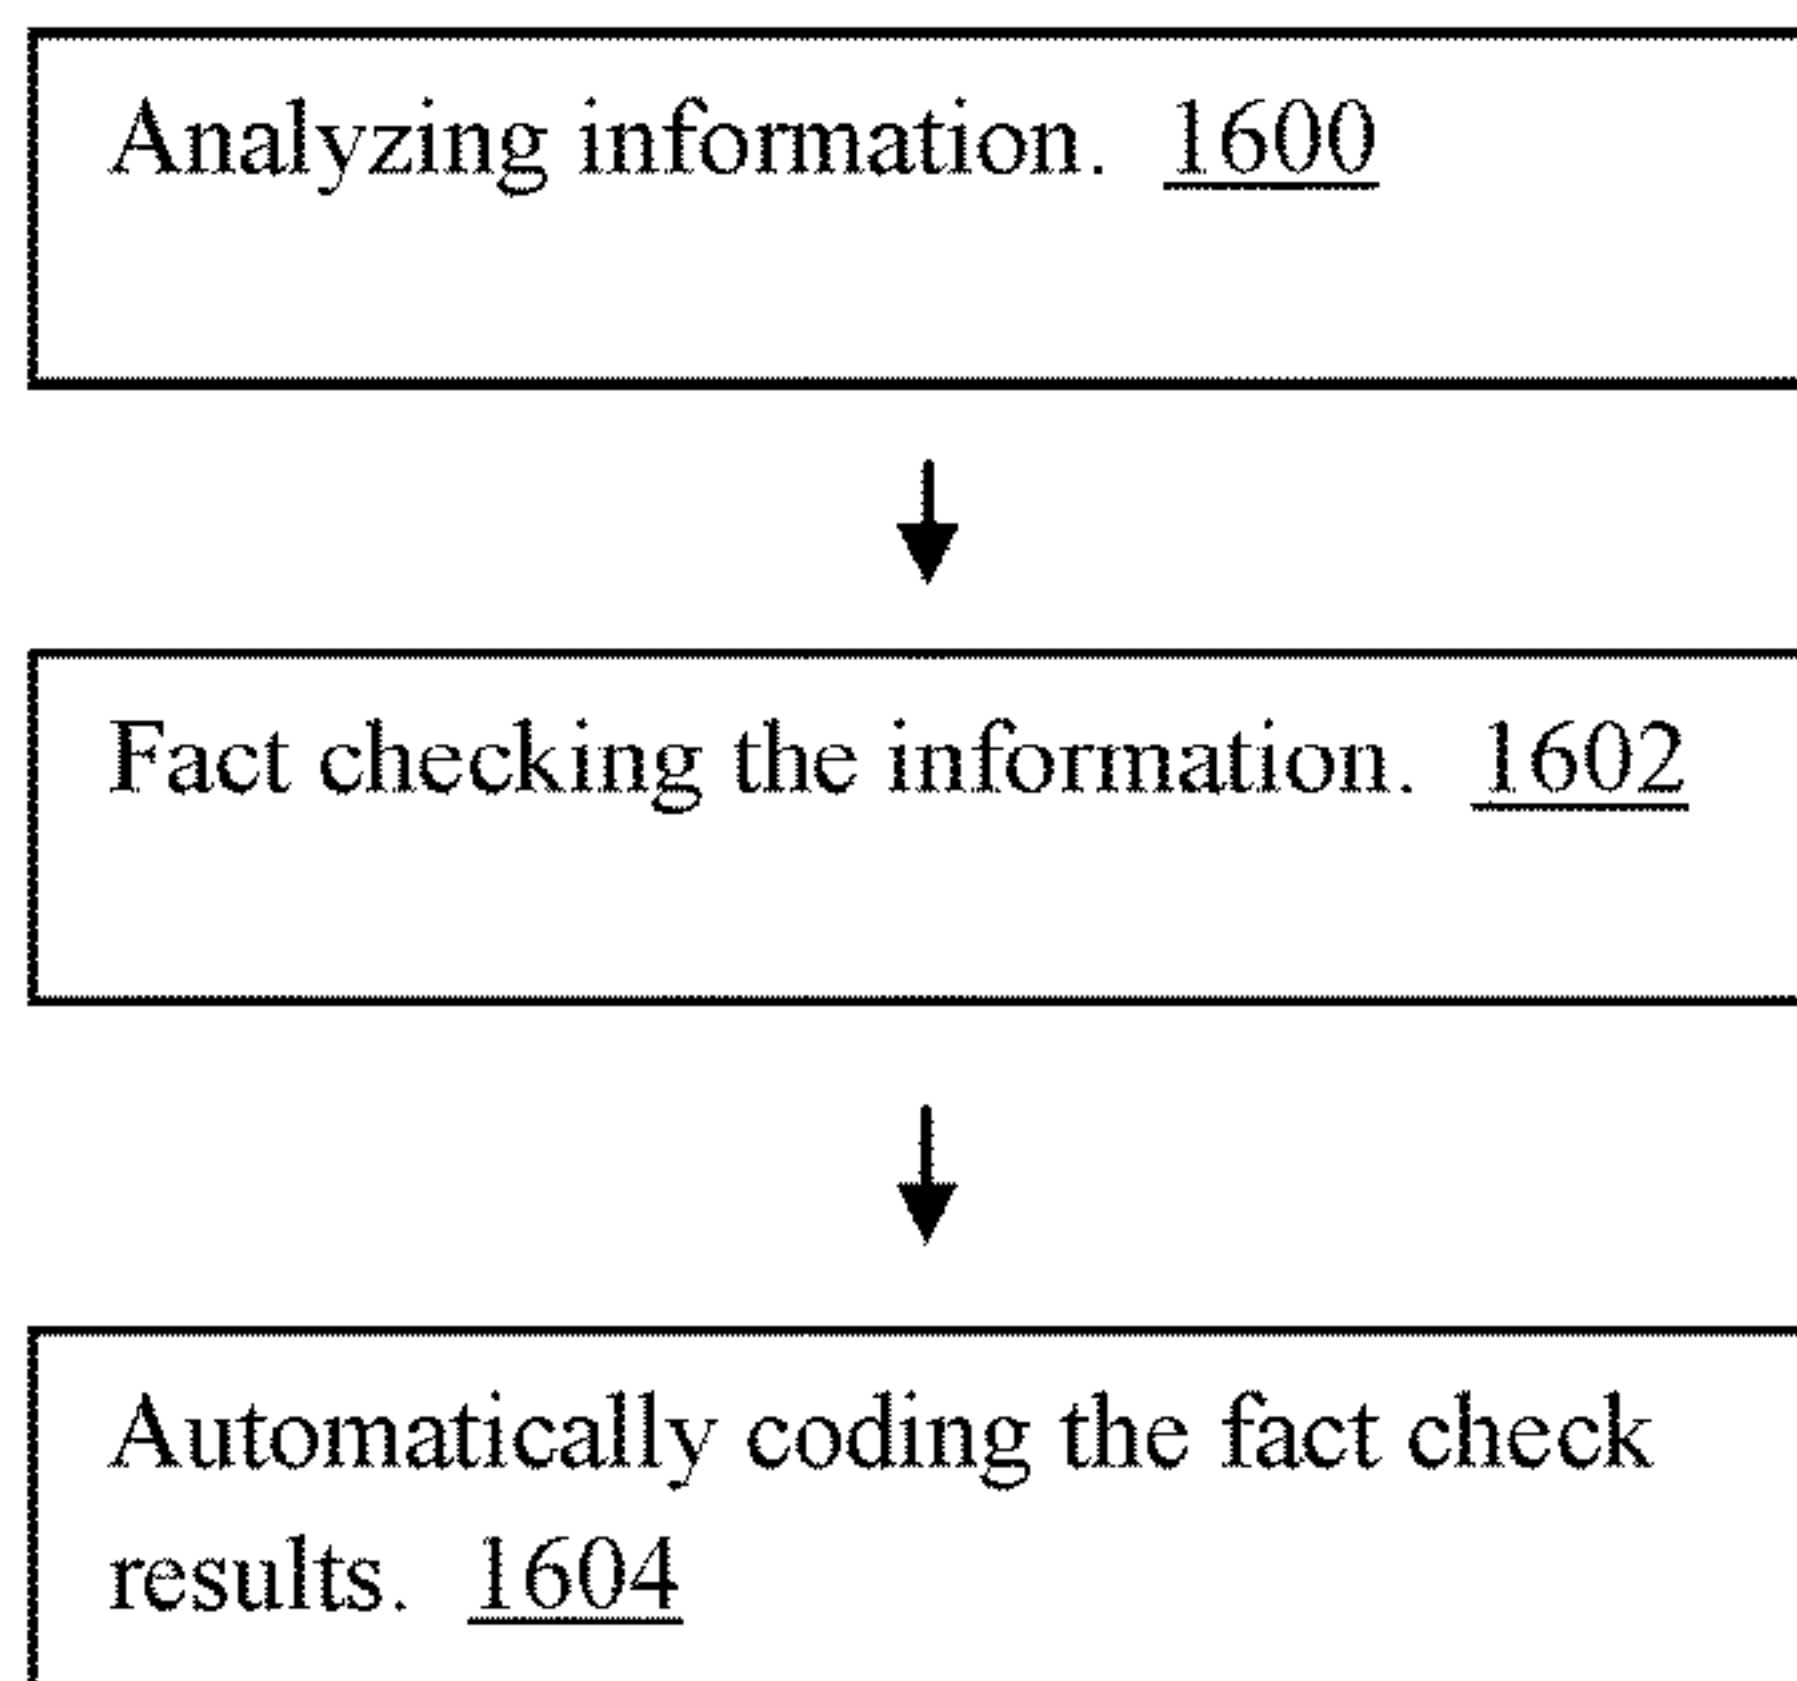 Analyzing information. 1600
Fact checking the information. 1602
Automatically coding the fact check
results. 1604